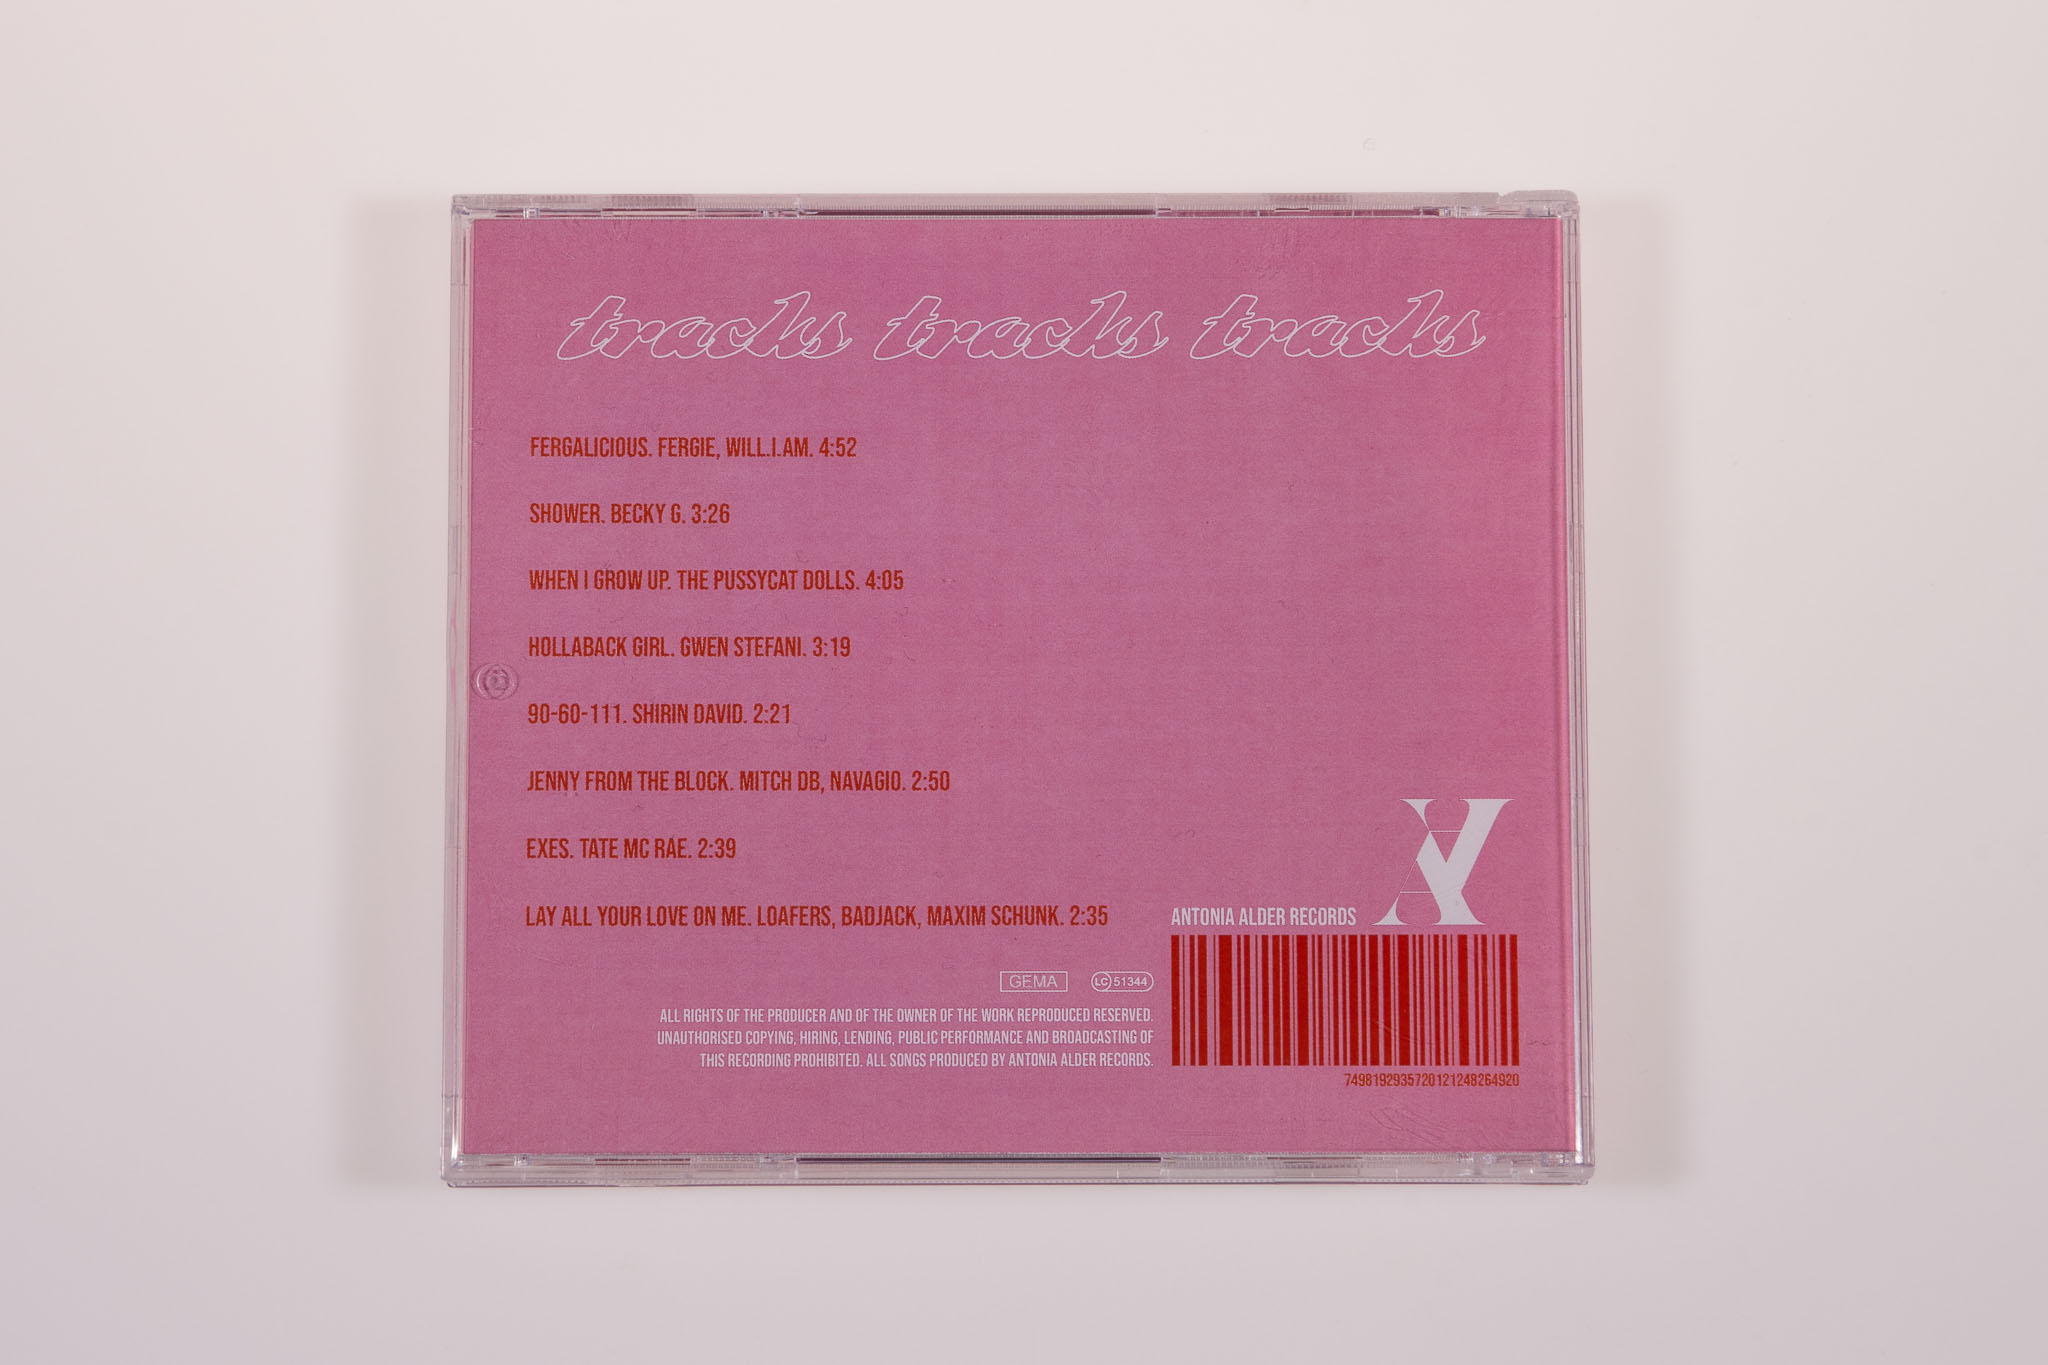 tracks tracks tracks
FERGALICIOUS. FERGIE, WILL.I.AM. 4:52
SHOWER. BECKY G. 3:26
WHEN I GROW UP. THE PUSSYCAT DOLLS. 4:05
HOLLABACK GIRL. GWEN STEFANI. 3:19
90-60-111. SHIRIN DAVID. 2:21
JENNY FROM THE BLOCK. MITCH DB, NAVAGIO. 2:50
EXES. TATE MC RAE. 2:39
LAY ALL YOUR LOVE ON ME. LOAFERS, BADJACK, MAXIM SCHUNK. 2:35
ANTONIA ALDER RECORDS
GEMA LC 51344
ALL RIGHTS OF THE PRODUCER AND OF THE OWNER OF THE WORK REPRODUCED RESERVED.
UNAUTHORISED COPYING, HIRING, LENDING, PUBLIC PERFORMANCE AND BROADCASTING OF
THIS RECORDING PROHIBITED. ALL SONGS PRODUCED BY ANTONIA ALDER RECORDS.
749819293572012124826492​0